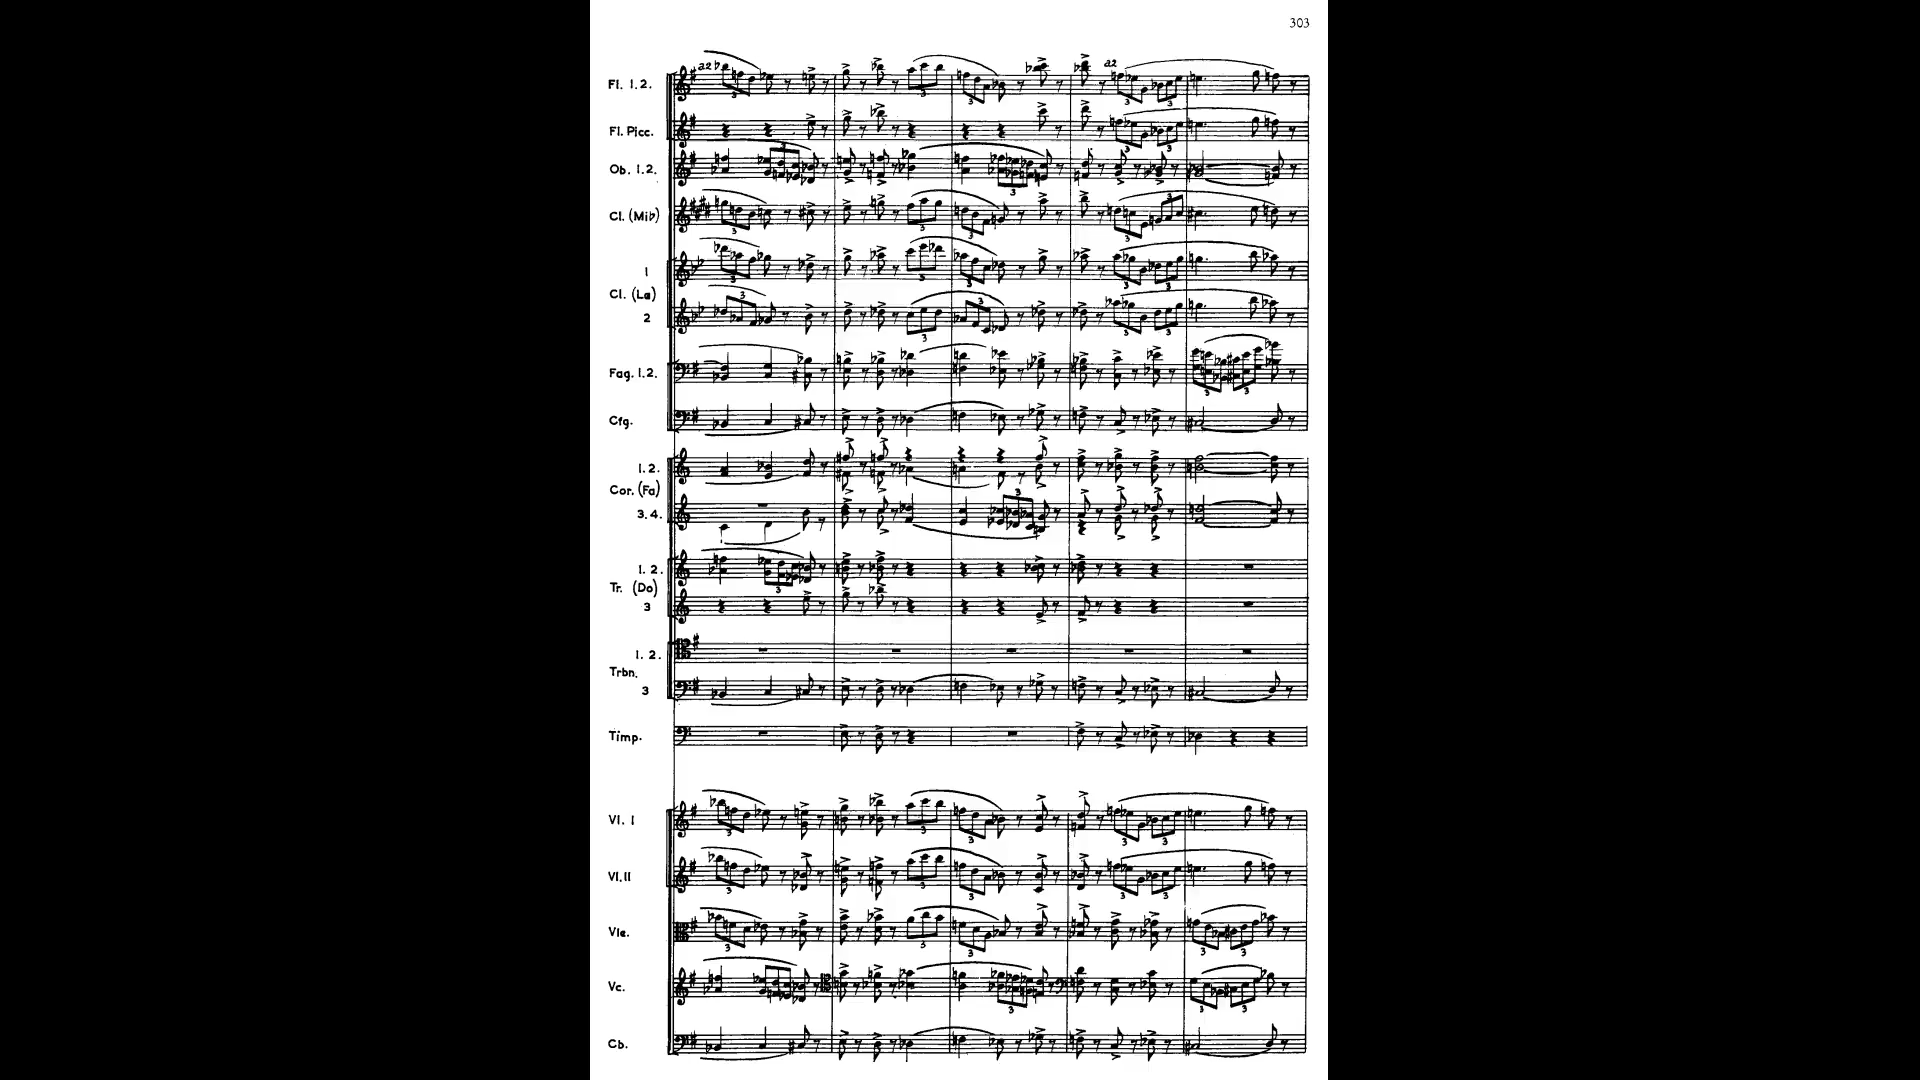 303
a2
a2
Fl. 1.2.
Fl. Picc.
Ob. 1.2.
Cl. (Mi♭)
1
Cl. (La)
2
Fag. 1.2.
Cfg.
1. 2.
Cor. (Fa)
3. 4.
1. 2.
Tr. (Do)
3
1. 2.
Trbn.
3
Timp.
Vl. I
Vl. II
Vle.
Vc.
Cb.